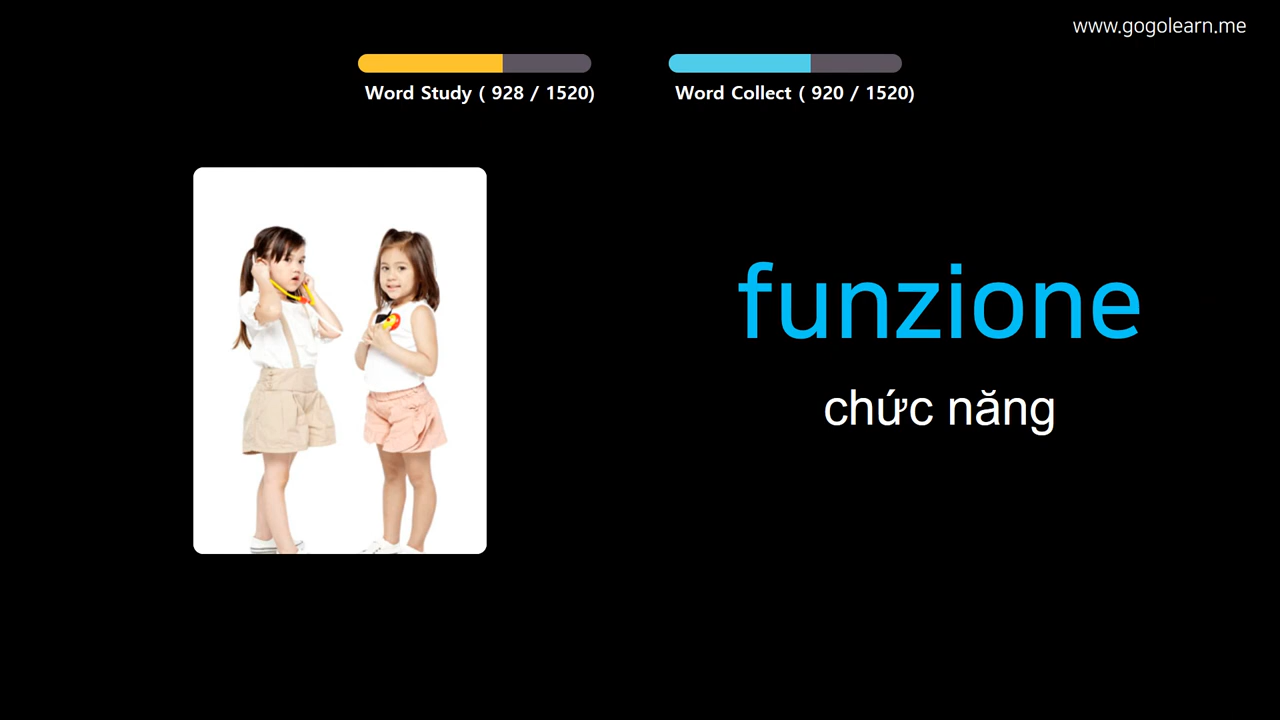 www.gogolearn.me
Word Study ( 928 / 1520)
Word Collect ( 920 / 1520)
funzione
chức năng